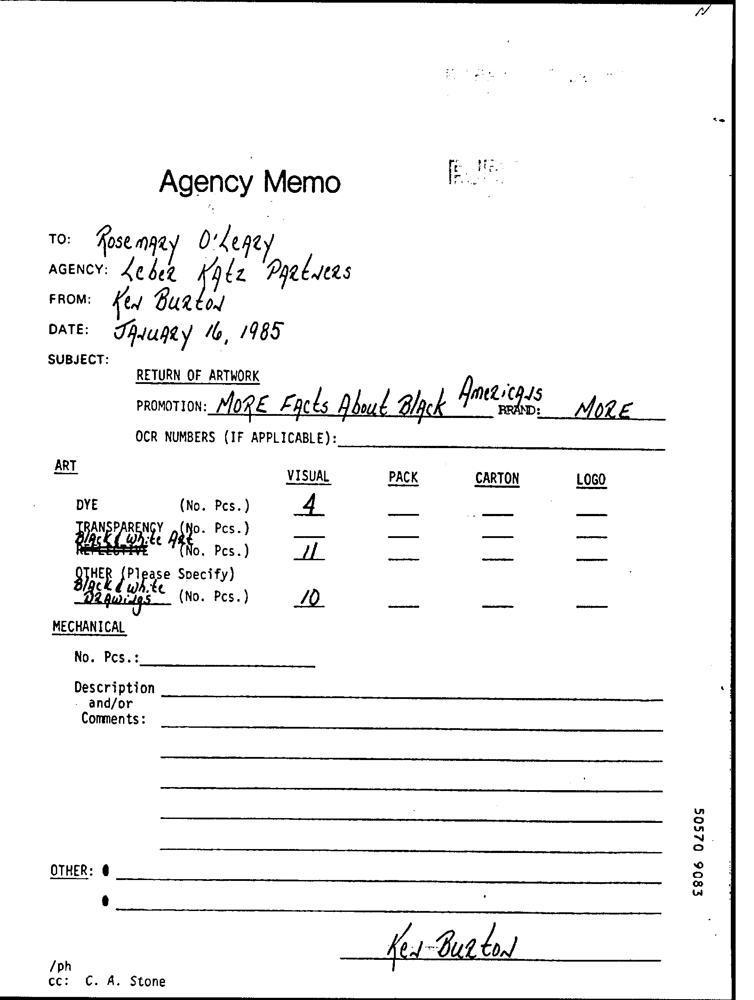 Agency Memo
TO: Rosemary O'Leary
AGENCY: Leber Katz Partners
FROM: Ken Burton
DATE: January 16, 1985
SUBJECT:
RETURN OF ARTWORK
PROMOTION: MORE Facts About Black Americans BRAND: MORE
OCR NUMBERS (IF APPLICABLE):
ART VISUAL PACK CARTON LOGO
DYE (No. Pcs.) 4
TRANSPARENCY (No. Pcs.)
Black & White Art
REFLECTIVE (No. Pcs.) 11
OTHER (Please Specify)
Black & White
Drawings (No. Pcs.) 10
MECHANICAL
No. Pcs.:
Description
and/or
Comments:
OTHER:
Ken Burton
/ph
cc: C. A. Stone
50570 9083